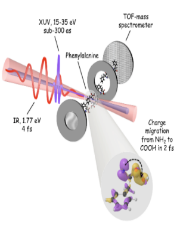 XUV, 15-35 eV
sub-300 as
TOF-mass
spectrometer
Phenylalanine
IR, 1.77 eV
4 fs
Charge
migration
from NH₂ to
COOH in 2 fs